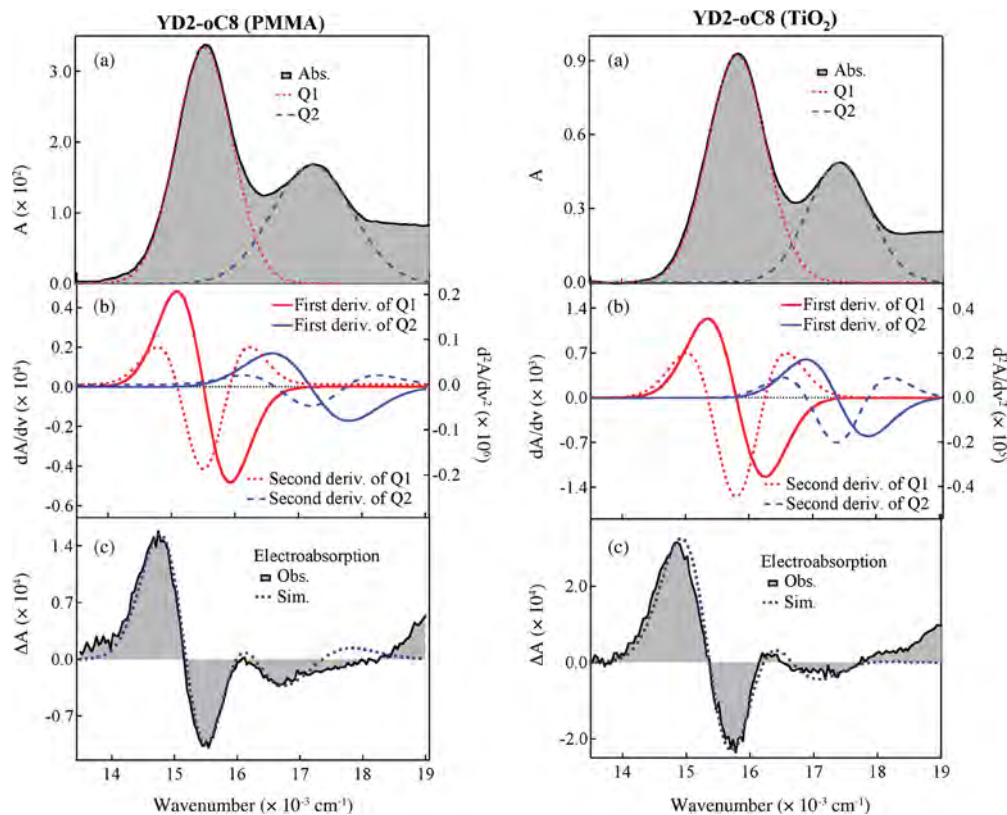 YD2-oC8 (PMMA)
(a)
Abs.
Q1
Q2
3.0
2.0
1.0
0.0
A (× 10²)
(b)
First deriv. of Q1
First deriv. of Q2
Second deriv. of Q1
Second deriv. of Q2
0.4
0.2
0.0
-0.2
-0.4
-0.6
dA/dν (× 10⁴)
0.2
0.1
0.0
-0.1
-0.2
d²A/dν² (× 10⁶)
(c)
Electroabsorption
Obs.
Sim.
1.4
0.7
0.0
-0.7
ΔA (× 10⁴)
14 15 16 17 18 19
Wavenumber (× 10⁻³ cm⁻¹)
YD2-oC8 (TiO₂)
(a)
Abs.
Q1
Q2
0.9
0.6
0.3
0.0
A
(b)
First deriv. of Q1
First deriv. of Q2
Second deriv. of Q1
Second deriv. of Q2
1.4
0.7
0.0
-0.7
-1.4
dA/dν (× 10³)
0.4
0.2
0.0
-0.2
-0.4
d²A/dν² (× 10⁵)
(c)
Electroabsorption
Obs.
Sim.
2.0
0.0
-2.0
ΔA (× 10⁴)
14 15 16 17 18 19
Wavenumber (× 10⁻³ cm⁻¹)